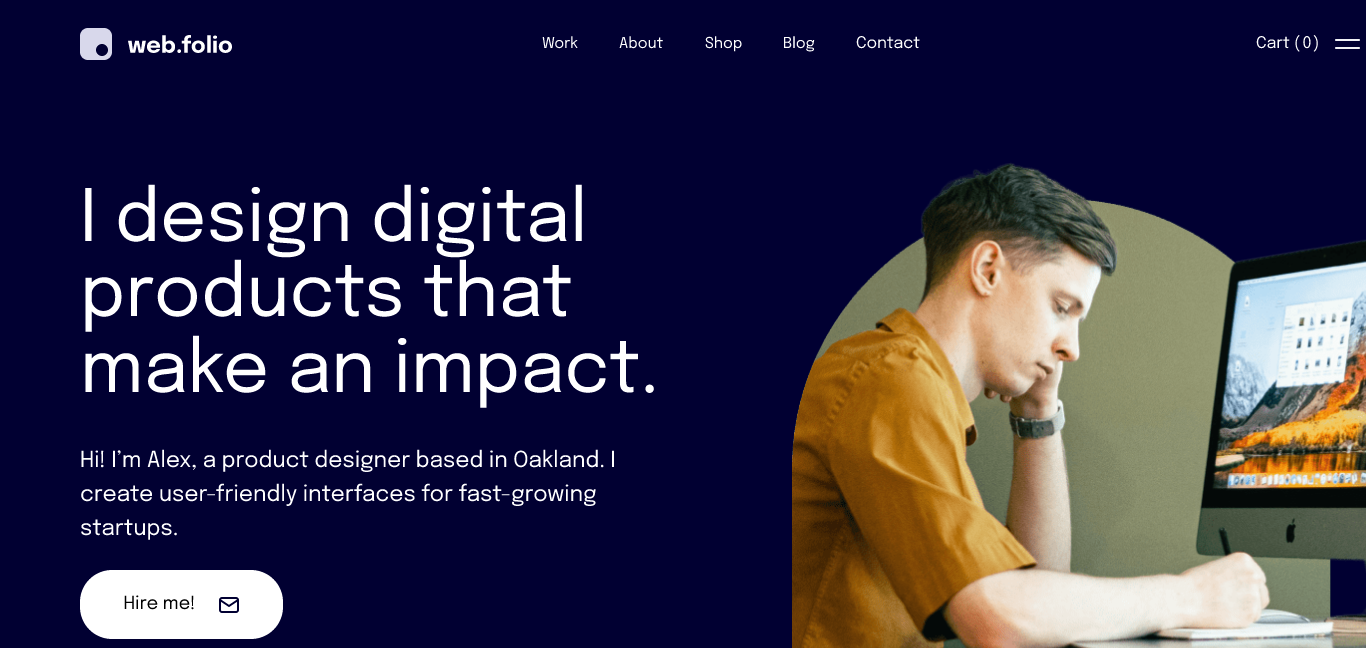 web.folio
Work About Shop Blog Contact
Cart (0)
I design digital
products that
make an impact.
Hi! I’m Alex, a product designer based in Oakland. I
create user-friendly interfaces for fast-growing
startups.
Hire me!